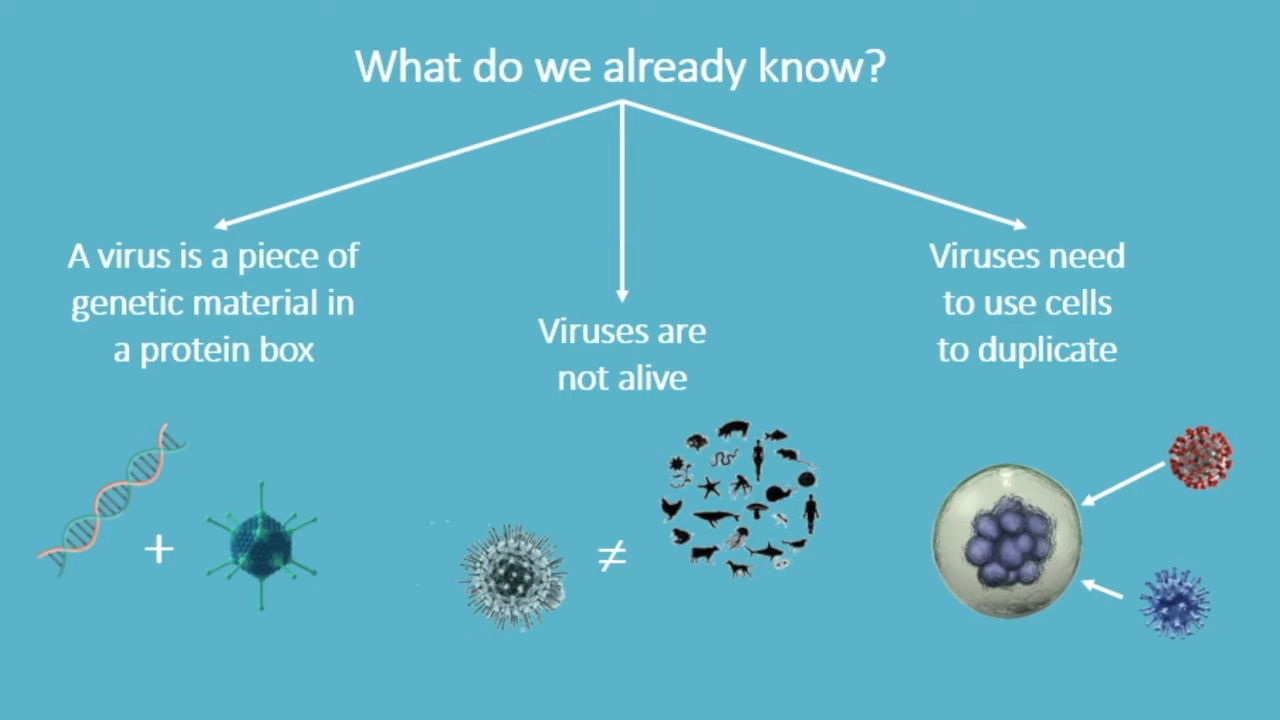 What do we already know?
A virus is a piece of
genetic material in
a protein box
Viruses are
not alive
Viruses need
to use cells
to duplicate
+
≠